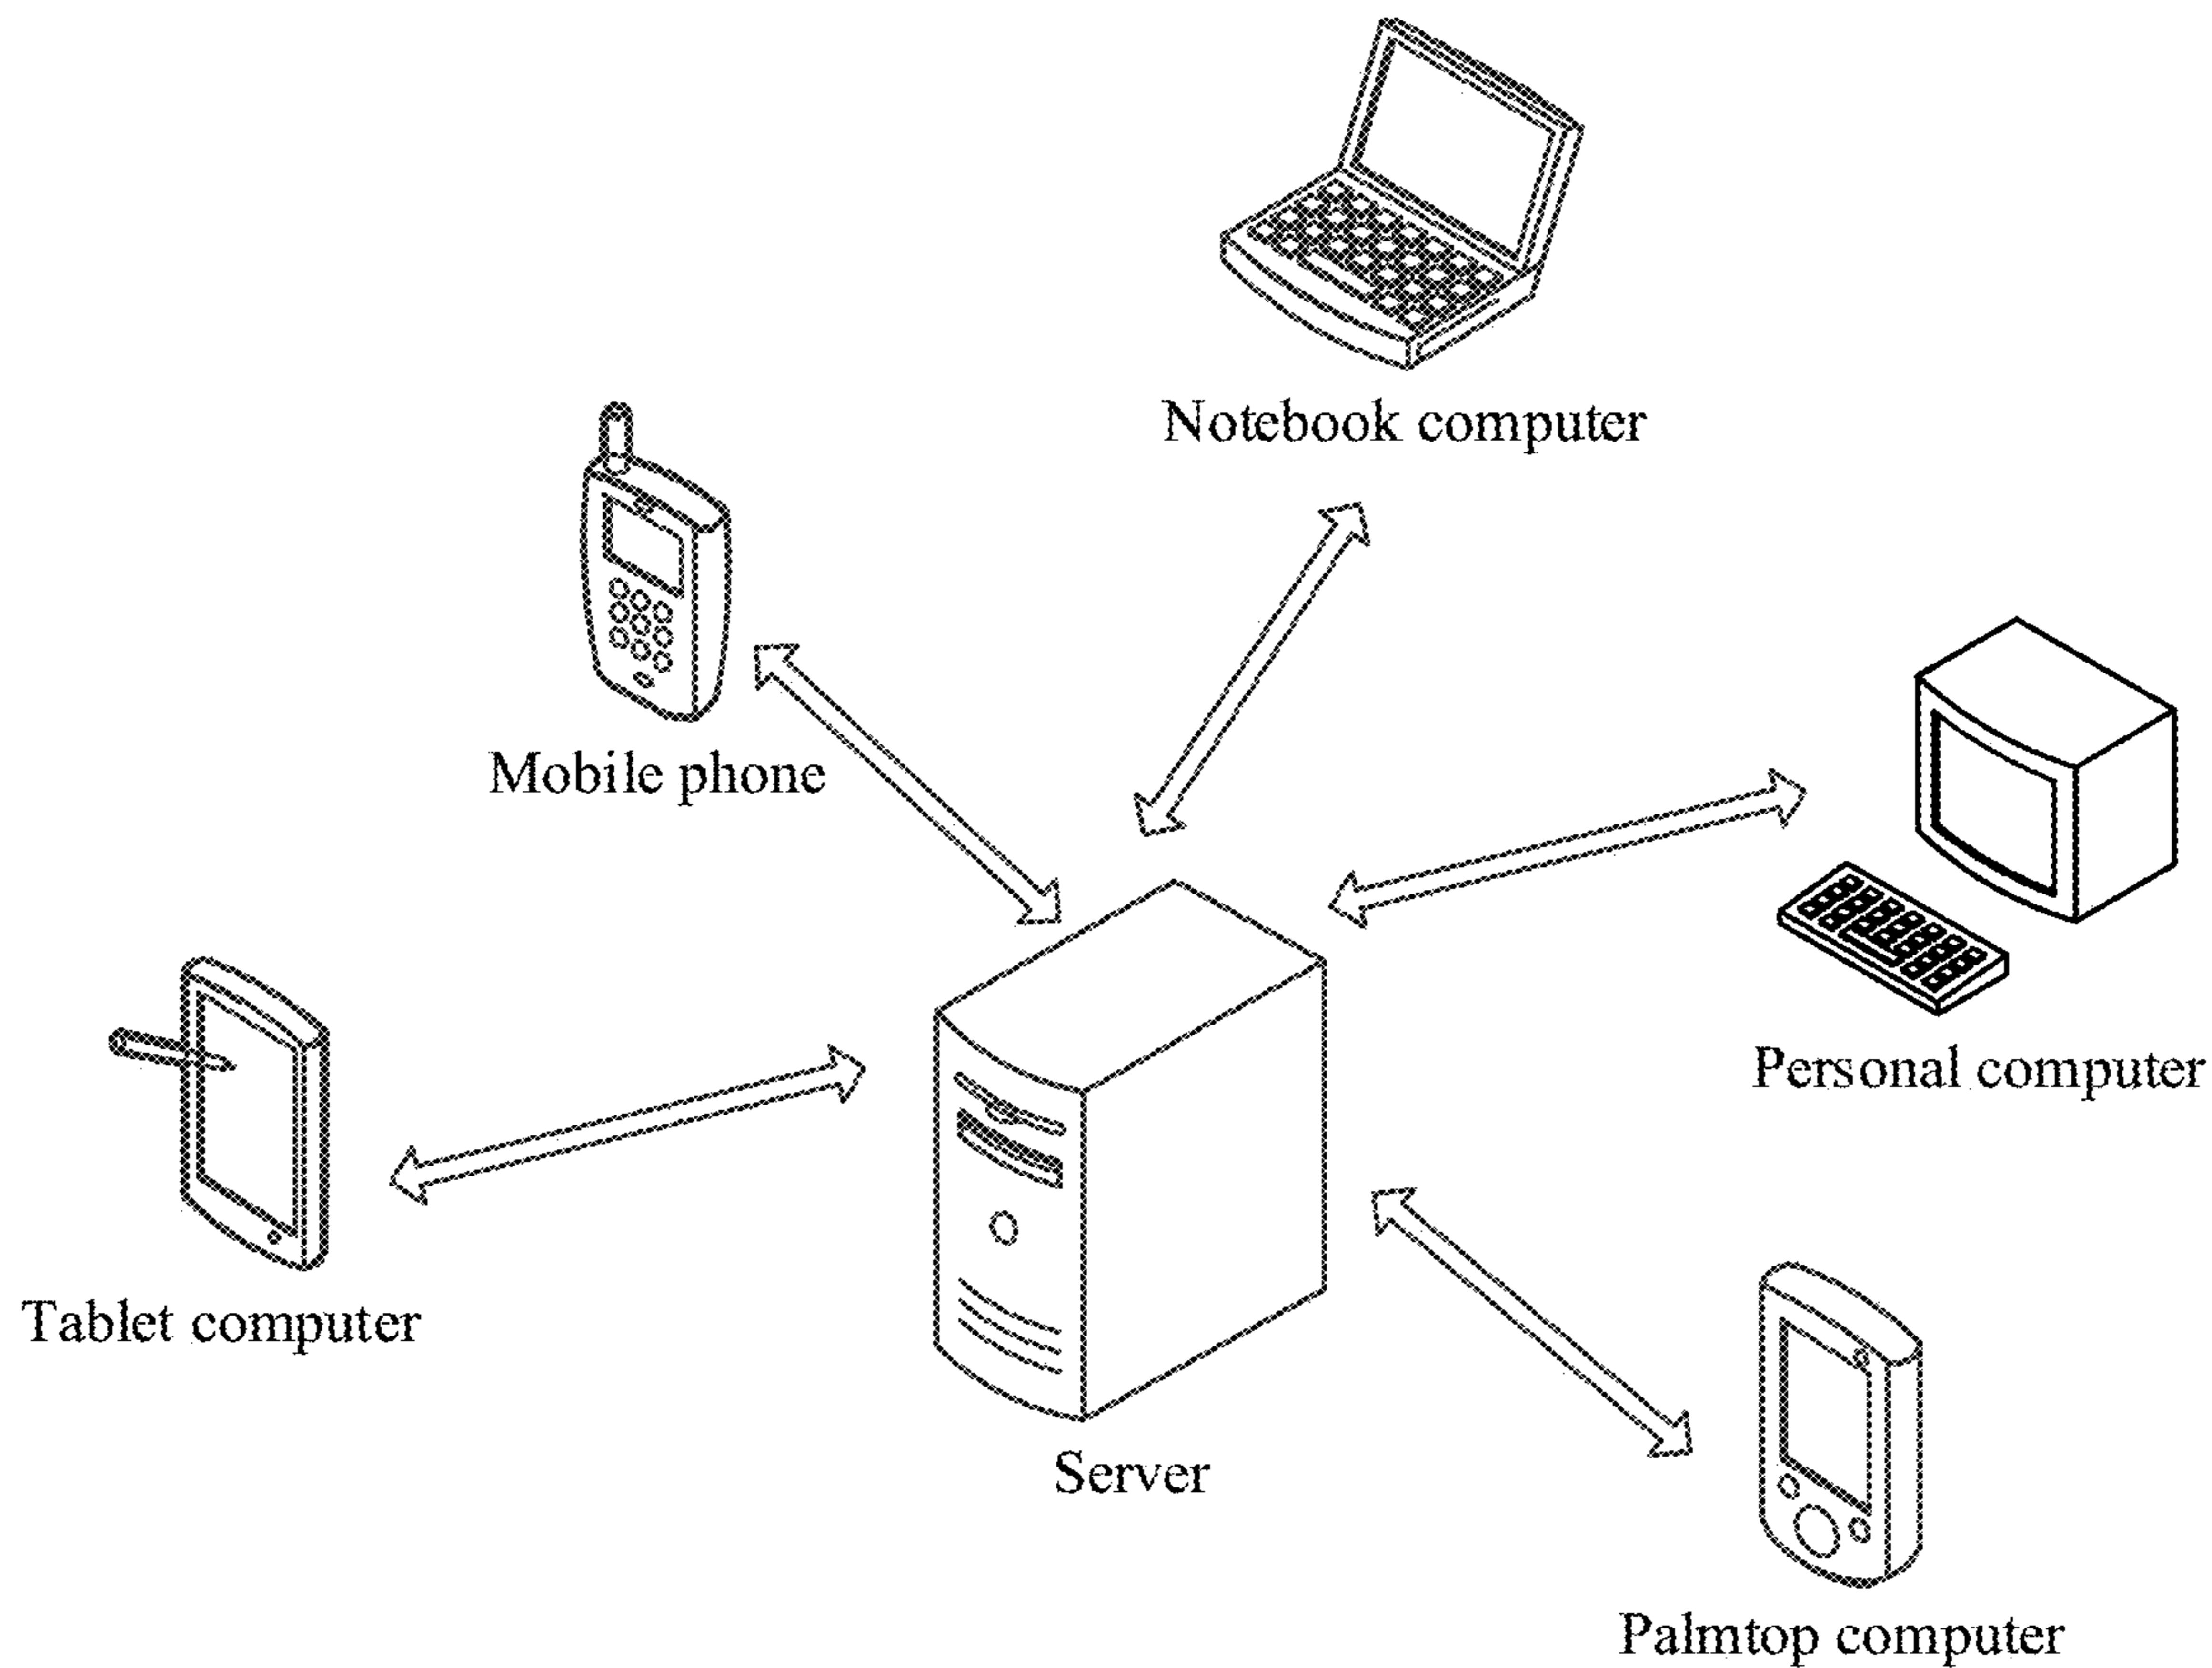 Notebook computer
Mobile phone
Personal computer
Tablet computer
Server
Palmtop computer